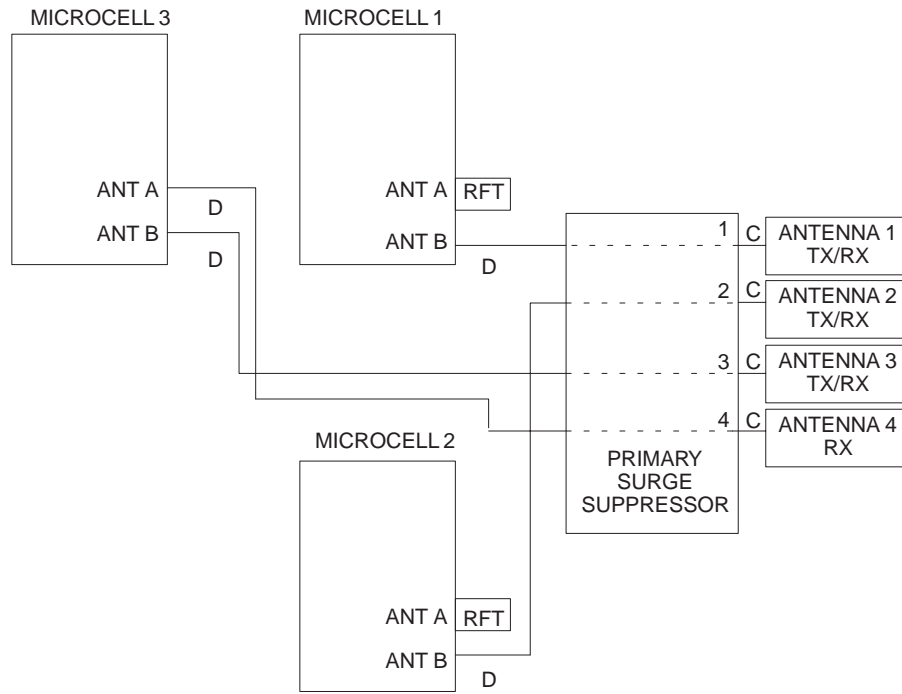 MICROCELL 3
MICROCELL 1
ANT A
D
ANT B
D
ANT A
RFT
ANT B
D
1
C
ANTENNA 1
TX/RX
2
C
ANTENNA 2
TX/RX
3
C
ANTENNA 3
TX/RX
4
C
ANTENNA 4
RX
PRIMARY
SURGE
SUPPRESSOR
MICROCELL 2
ANT A
RFT
ANT B
D